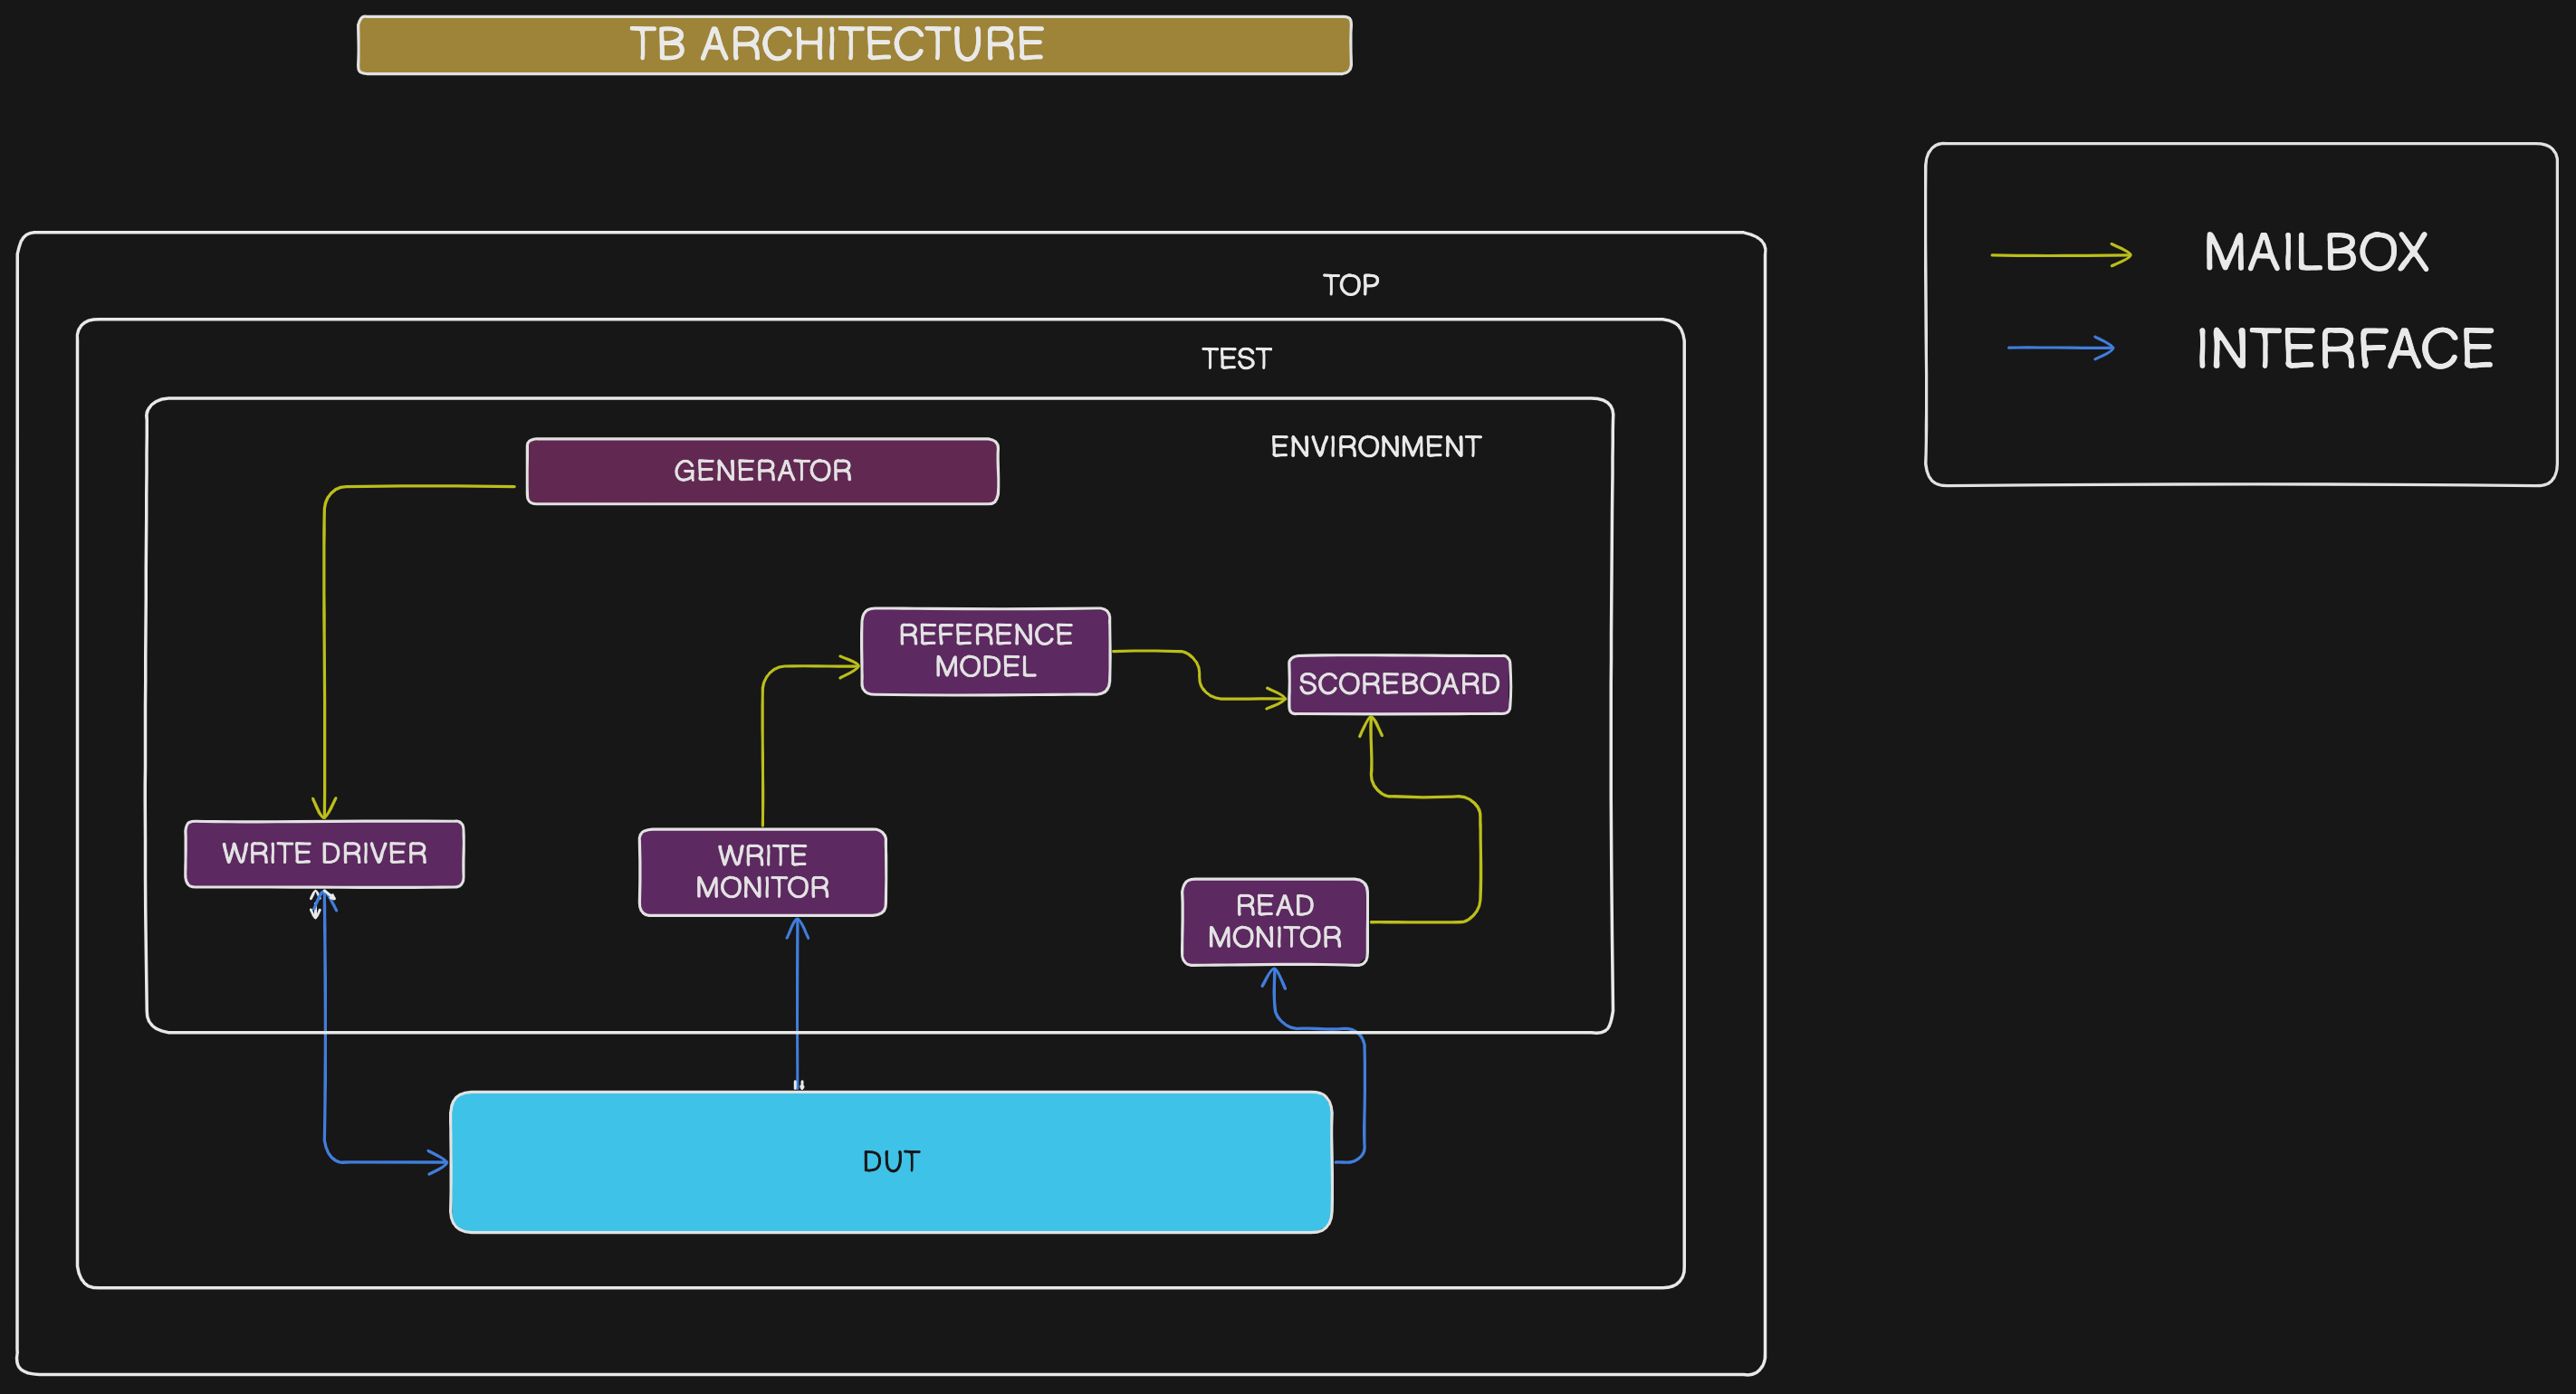 TB ARCHITECTURE
MAILBOX
INTERFACE
TOP
TEST
ENVIRONMENT
GENERATOR
REFERENCE
MODEL
SCOREBOARD
WRITE DRIVER
WRITE
MONITOR
READ
MONITOR
DUT